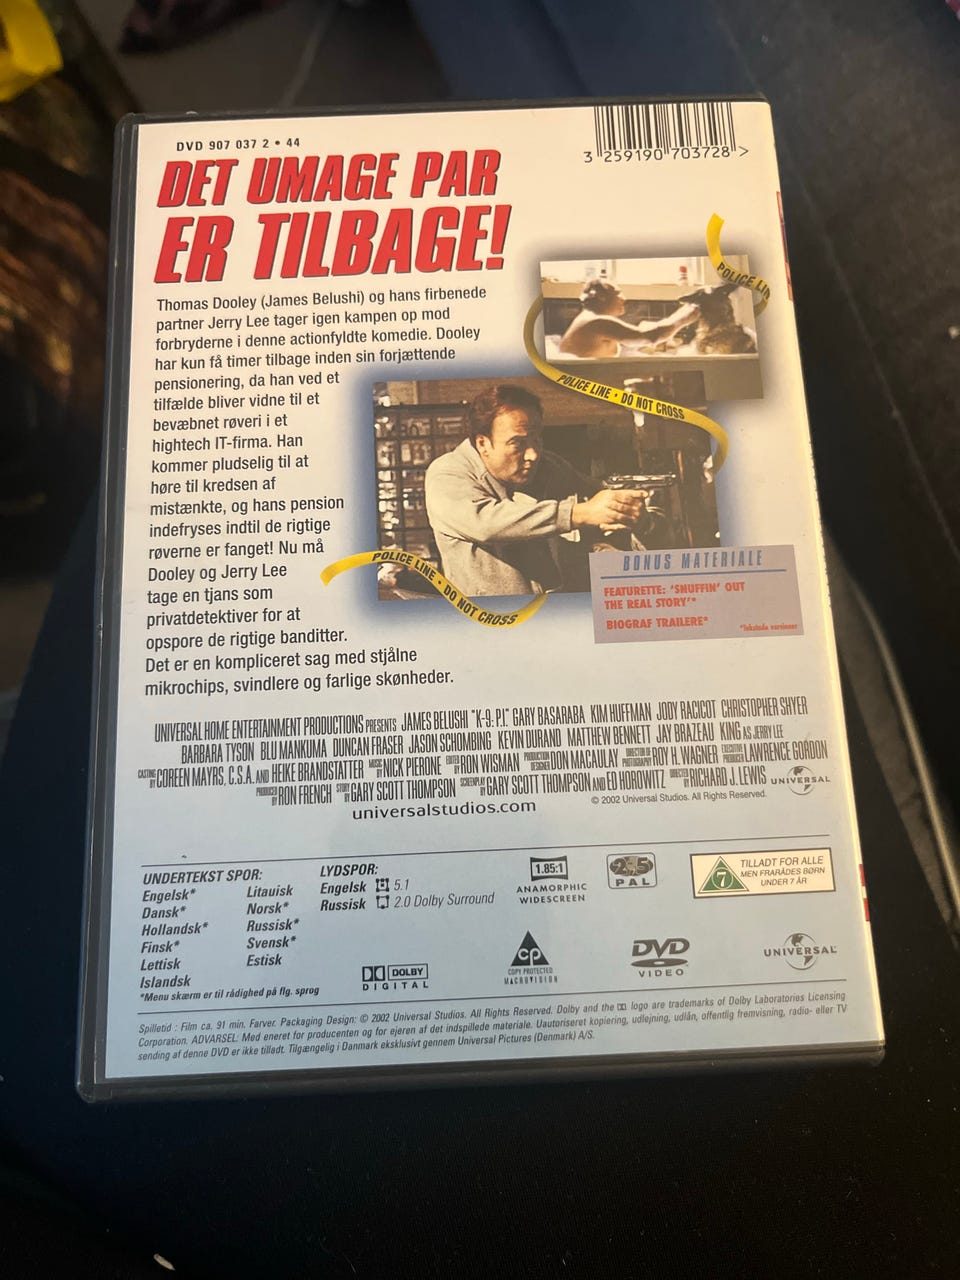 DVD 907 037 2 • 44
3 259190 703728 >
DET UMAGE PAR
ER TILBAGE!
Thomas Dooley (James Belushi) og hans firbenede
partner Jerry Lee tager igen kampen op mod
forbryderne i denne actionfyldte komedie. Dooley
har kun få timer tilbage inden sin forjættende
pensionering, da han ved et
tilfælde bliver vidne til et
bevæbnet røveri i et
hightech IT-firma. Han
kommer pludselig til at
høre til kredsen af
mistænkte, og hans pension
indefryses indtil de rigtige
røverne er fanget! Nu må
Dooley og Jerry Lee
tage en tjans som
privatdetektiver for at
opspore de rigtige banditter.
Det er en kompliceret sag med stjålne
mikrochips, svindlere og farlige skønheder.
POLICE LIN
POLICE LINE • DO NOT CROSS
POLICE LINE • DO NOT CROSS
BONUS MATERIALE
FEATURETTE: 'SNUFFIN' OUT
THE REAL STORY'*
BIOGRAF TRAILERE*
*Tekstede versioner
UNIVERSAL HOME ENTERTAINMENT PRODUCTIONS PRESENTS JAMES BELUSHI "K-9: P.I." GARY BASARABA KIM HUFFMAN JODY RACICOT CHRISTOPHER SHYER
BARBARA TYSON BLU MANKUMA DUNCAN FRASER JASON SCHOMBING KEVIN DURAND MATTHEW BENNETT JAY BRAZEAU KING AS JERRY LEE
CASTING BY COREEN MAYRS, C.S.A. AND HEIKE BRANDSTATTER MUSIC BY NICK PIERONE EDITED BY RON WISMAN PRODUCTION DESIGNER DON MACAULAY DIRECTOR OF PHOTOGRAPHY ROY H. WAGNER EXECUTIVE PRODUCER LAWRENCE GORDON
PRODUCED BY RON FRENCH STORY BY GARY SCOTT THOMPSON SCREENPLAY BY GARY SCOTT THOMPSON AND ED HOROWITZ DIRECTED BY RICHARD J. LEWIS UNIVERSAL
universalstudios.com © 2002 Universal Studios. All Rights Reserved.
UNDERTEKST SPOR:
Engelsk*
Dansk*
Hollandsk*
Finsk*
Lettisk
Islandsk
Litauisk
Norsk*
Russisk*
Svensk*
Estisk
*Menu skærm er til rådighed på flg. sprog
LYDSPOR:
Engelsk 5.1
Russisk 2.0 Dolby Surround
1.85:1
ANAMORPHIC
WIDESCREEN
2 5
PAL
7
TILLADT FOR ALLE
MEN FRARÅDES BØRN
UNDER 7 ÅR
DOLBY
DIGITAL
cp
COPY PROTECTED
MACROVISION
DVD
VIDEO
UNIVERSAL
Spilletid : Film ca. 91 min. Farver. Packaging Design: © 2002 Universal Studios. All Rights Reserved. Dolby and the logo are trademarks of Dolby Laboratories Licensing
Corporation. ADVARSEL: Med eneret for producenten og for ejeren af det indspillede materiale. Uautoriseret kopiering, udlejning, udlån, offentlig fremvisning, radio- eller TV
sending af denne DVD er ikke tilladt. Tilgængelig i Danmark eksklusivt gennem Universal Pictures (Denmark) A/S.